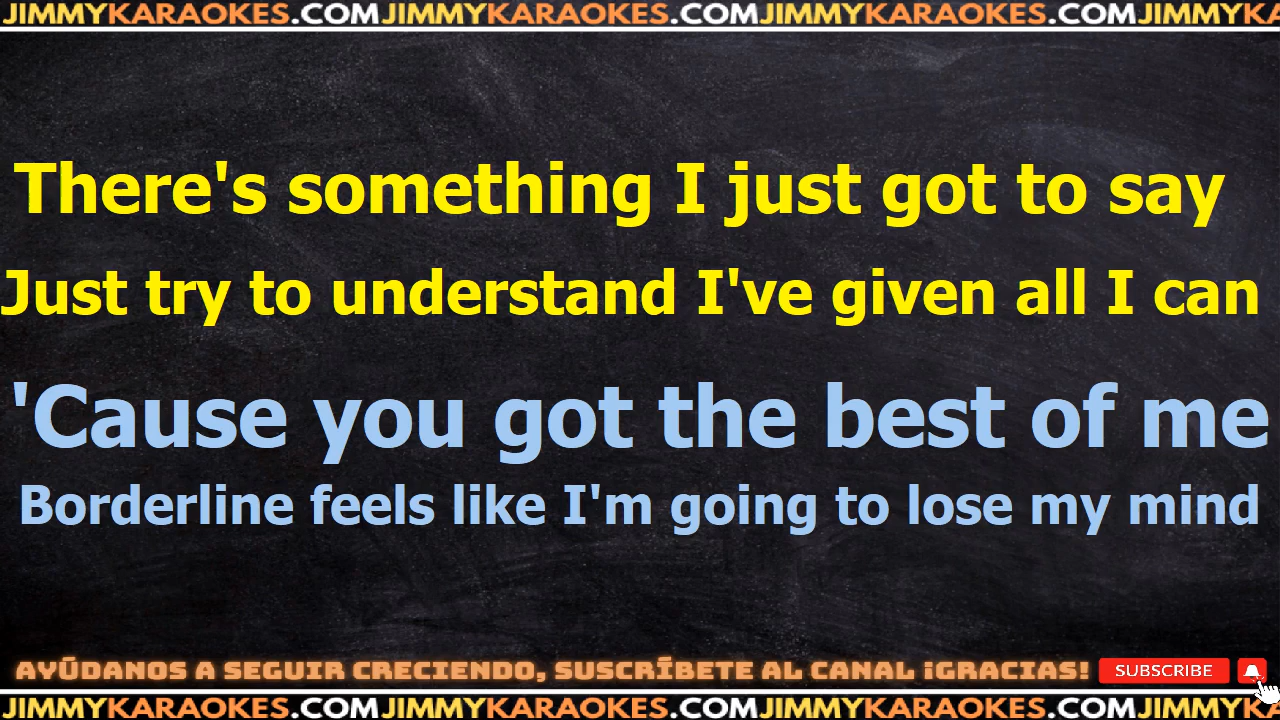 JIMMYKARAOKES.COMJIMMYKARAOKES.COMJIMMYKARAOKES.COMJIMMYKA
There's something I just got to say
Just try to understand I've given all I can
'Cause you got the best of me
Borderline feels like I'm going to lose my mind
AYÚDANOS A SEGUIR CRECIENDO, SUSCRÍBETE AL CANAL ¡GRACIAS! SUBSCRIBE
JIMMYKARAOKES.COMJIMMYKARAOKES.COMJIMMYKARAOKES.COMJIMMYKA